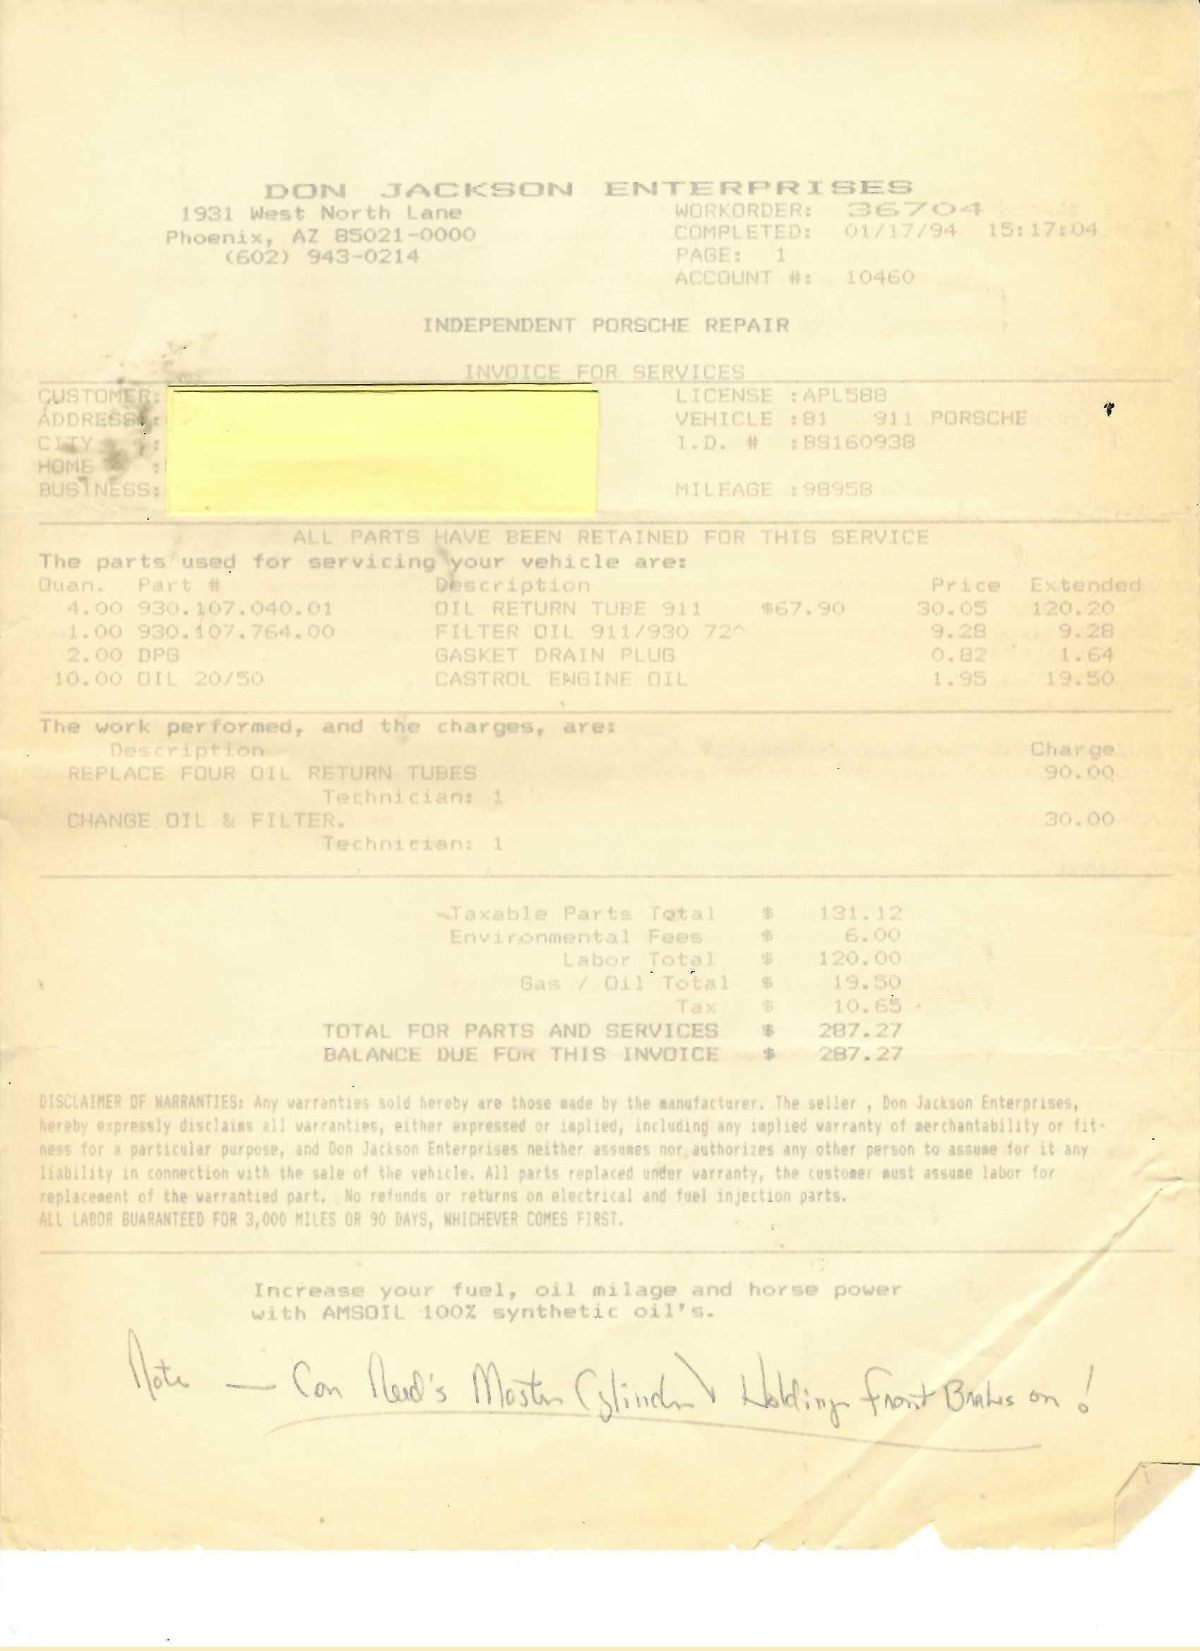 DON JACKSON ENTERPRISES
1931 West North Lane
Phoenix, AZ 85021-0000
(602) 943-0214
WORKORDER: 36704
COMPLETED: 01/17/94 15:17:04
PAGE: 1
ACCOUNT #: 10460
INDEPENDENT PORSCHE REPAIR
INVOICE FOR SERVICES
CUSTOMER:
ADDRESS :
CITY :
HOME :
BUSINESS:
LICENSE :APL588
VEHICLE :81 911 PORSCHE
I.D. # :BS160938
MILEAGE :98958
ALL PARTS HAVE BEEN RETAINED FOR THIS SERVICE
The parts used for servicing your vehicle are:
Quan. Part # Description Price Extended
4.00 930.107.040.01 OIL RETURN TUBE 911 $67.90 30.05 120.20
1.00 930.107.764.00 FILTER OIL 911/930 72^ 9.28 9.28
2.00 DPG GASKET DRAIN PLUG 0.82 1.64
10.00 OIL 20/50 CASTROL ENGINE OIL 1.95 19.50
The work performed, and the charges, are:
Description Charge
REPLACE FOUR OIL RETURN TUBES 90.00
Technician: 1
CHANGE OIL & FILTER. 30.00
Technician: 1
Taxable Parts Total $ 131.12
Environmental Fees $ 6.00
Labor Total $ 120.00
Gas / Oil Total $ 19.50
Tax $ 10.65
TOTAL FOR PARTS AND SERVICES $ 287.27
BALANCE DUE FOR THIS INVOICE $ 287.27
DISCLAIMER OF WARRANTIES: Any warranties sold hereby are those made by the manufacturer. The seller , Don Jackson Enterprises,
hereby expressly disclaims all warranties, either expressed or implied, including any implied warranty of merchantability or fit-
ness for a particular purpose, and Don Jackson Enterprises neither assumes nor authorizes any other person to assume for it any
liability in connection with the sale of the vehicle. All parts replaced under warranty, the customer must assume labor for
replacement of the warrantied part. No refunds or returns on electrical and fuel injection parts.
ALL LABOR GUARANTEED FOR 3,000 MILES OR 90 DAYS, WHICHEVER COMES FIRST.
Increase your fuel, oil milage and horse power
with AMSOIL 100% synthetic oil's.
Note — Car Need's Master Cylinder Holding Front Brakes on!